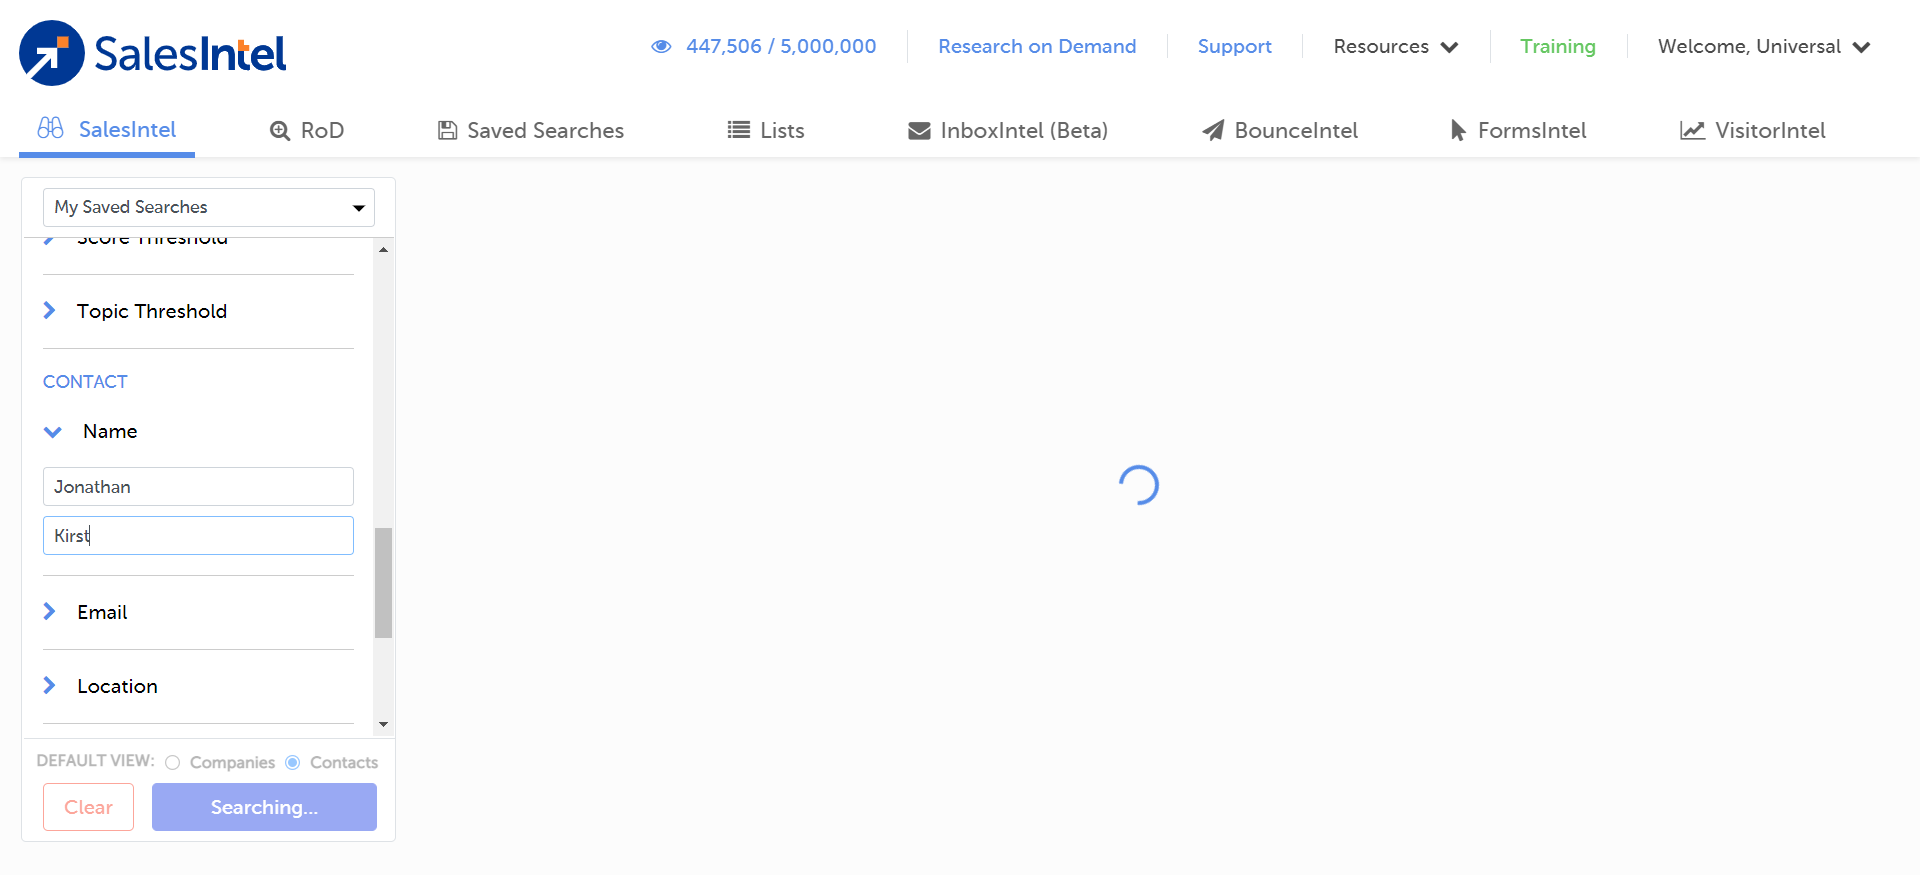 SalesIntel
447,506 / 5,000,000
Research on Demand
Support
Resources
Training
Welcome, Universal
SalesIntel
RoD
Saved Searches
Lists
InboxIntel (Beta)
BounceIntel
FormsIntel
VisitorIntel
My Saved Searches
Score Threshold
Topic Threshold
CONTACT
Name
Jonathan
Kirst
Email
Location
DEFAULT VIEW: Companies Contacts
Clear
Searching...